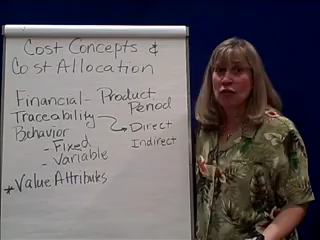 Cost Concepts &
Cost Allocation
Financial - Product
Period
Traceability
Direct
Behavior
Indirect
- Fixed
- Variable
* Value Attributes